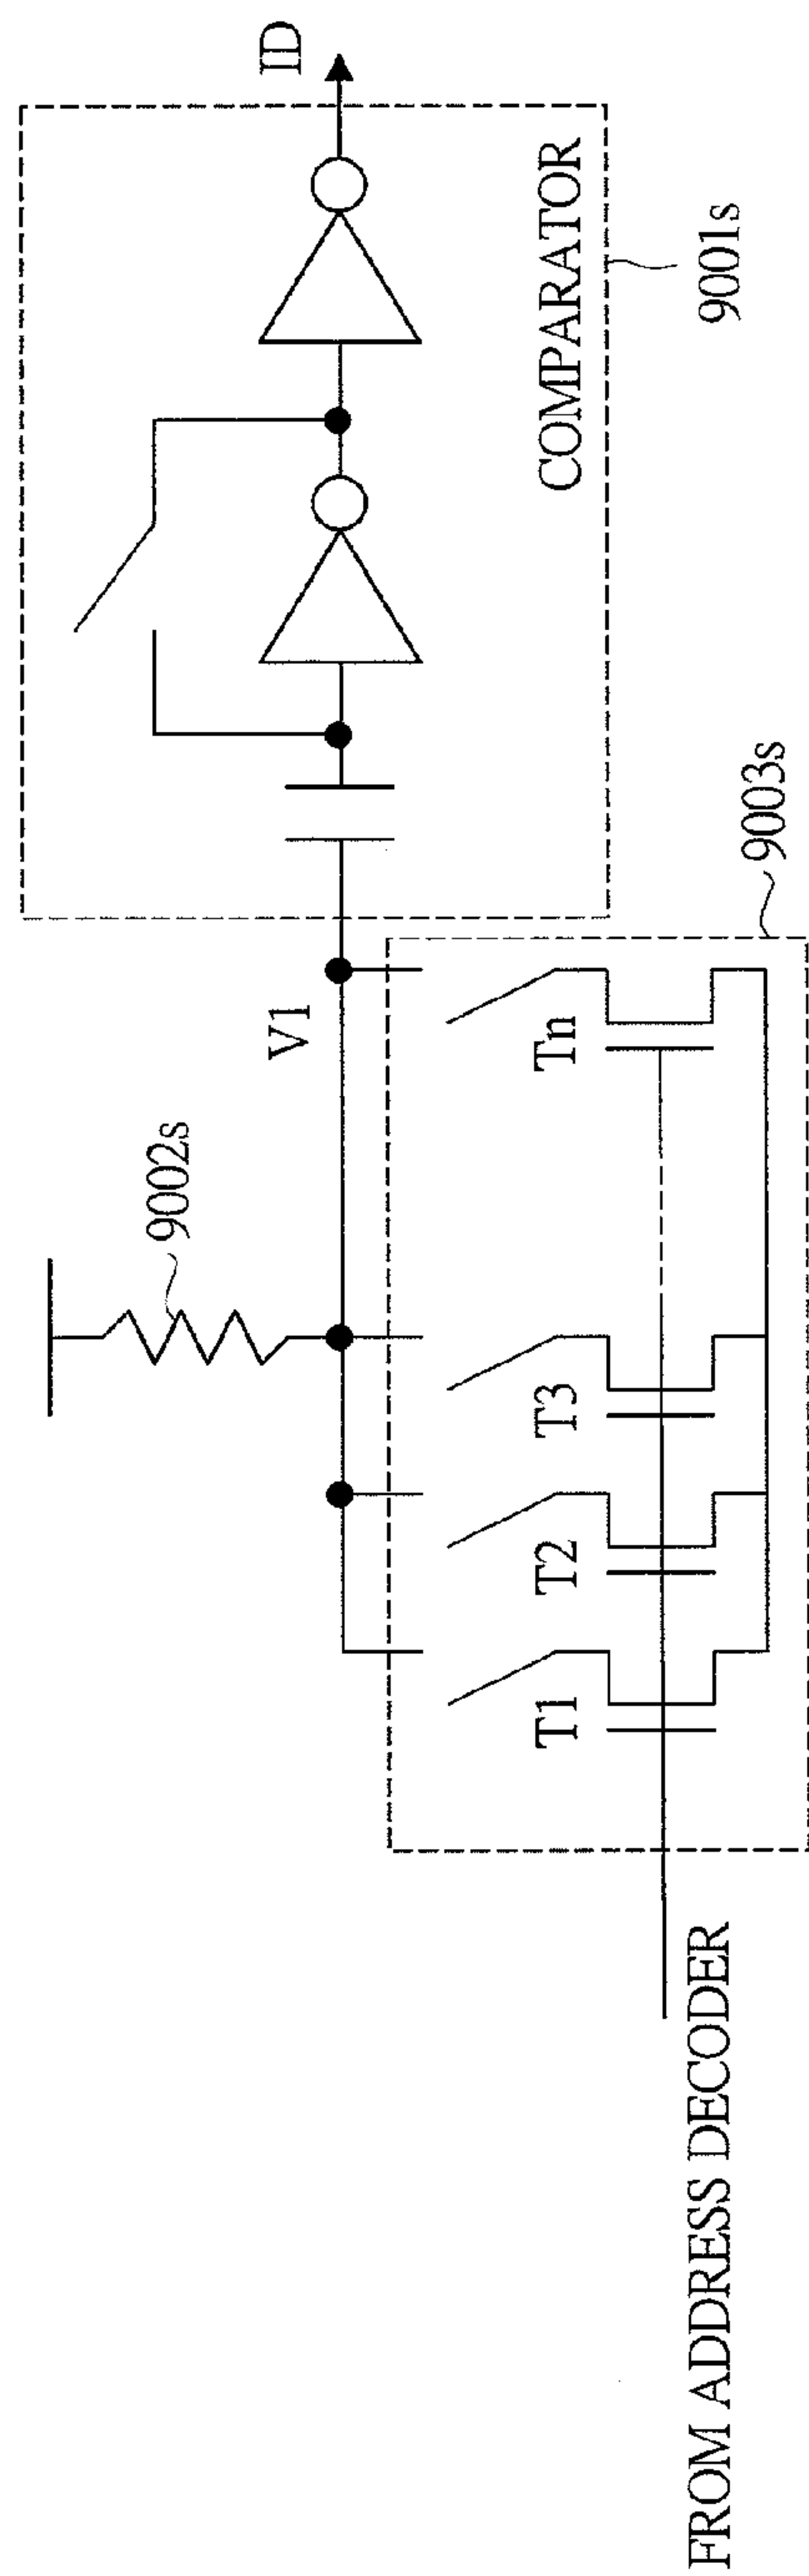 FROM ADDRESS DECODER
T1
T2
T3
Tn
9002s
V1
9003s
COMPARATOR
9001s
ID